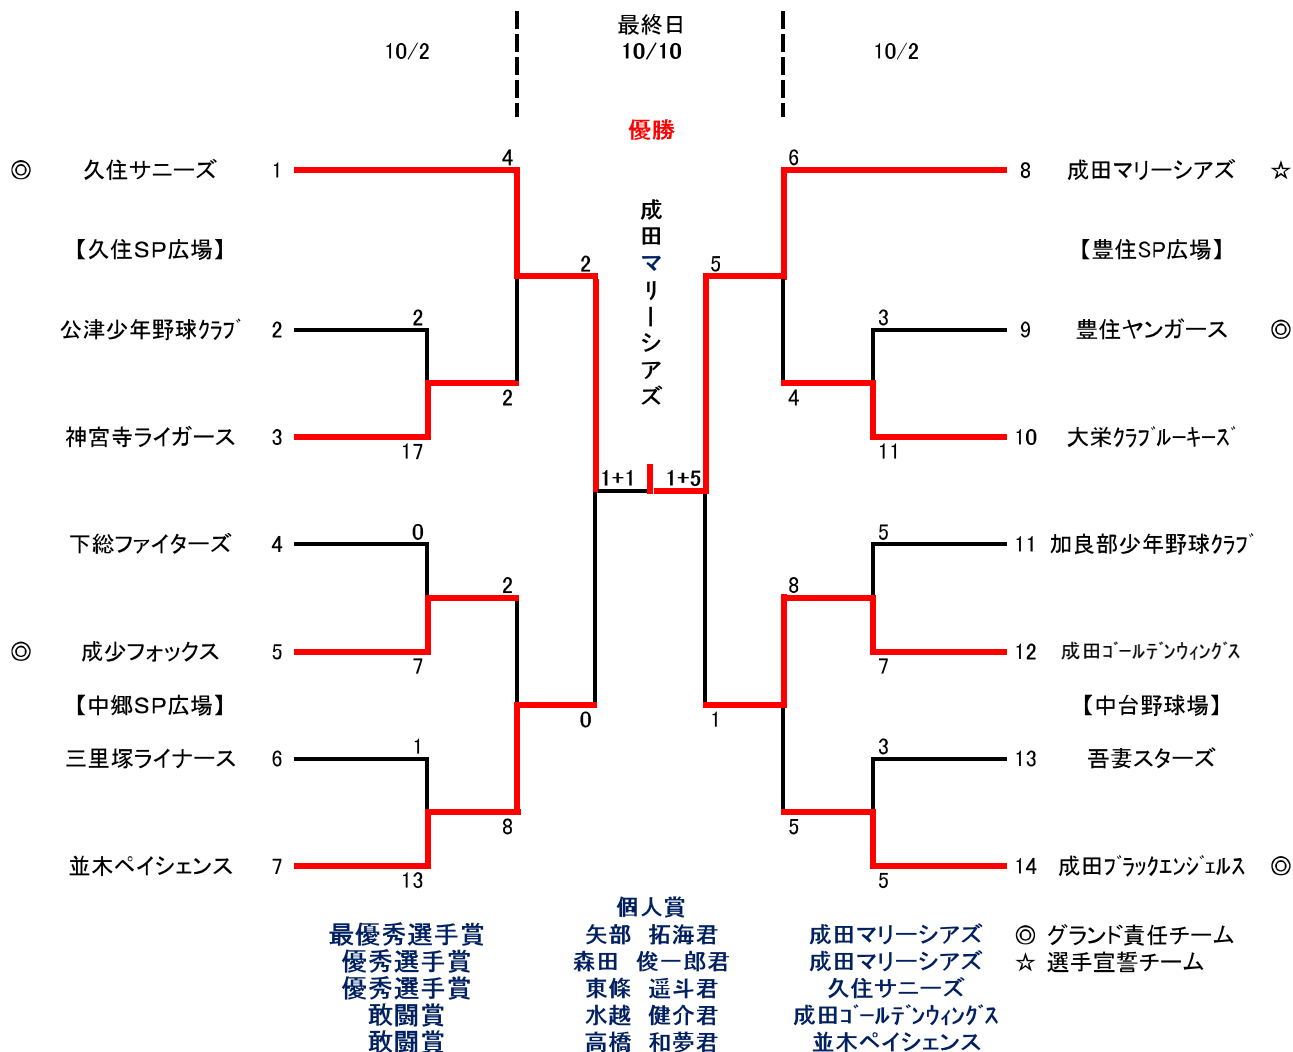 最終日
10/2 10/10 10/2
優勝
成田マリーシアズ
◎ 久住サニーズ 1 4 6 8 成田マリーシアズ ☆
【久住SP広場】 2 5 【豊住SP広場】
公津少年野球クラブ 2 2 3 9 豊住ヤンガース ◎
2 4
神宮寺ライガース 3 17 11 10 大栄クラブルーキーズ
1+1 1+5
下総ファイターズ 4 0 5 11 加良部少年野球クラブ
2 8
◎ 成少フォックス 5 7 7 12 成田ゴールデンウィングス
【中郷SP広場】 0 1 【中台野球場】
三里塚ライナース 6 1 3 13 吾妻スターズ
8 5
並木ペイシェンス 7 13 5 14 成田ブラックエンジェルス ◎
個人賞
最優秀選手賞 矢部 拓海君 成田マリーシアズ ◎ グランド責任チーム
優秀選手賞 森田 俊一郎君 成田マリーシアズ ☆ 選手宣誓チーム
優秀選手賞 東條 遥斗君 久住サニーズ
敢闘賞 水越 健介君 成田ゴールデンウィングス
敢闘賞 高橋 和夢君 並木ペイシェンス